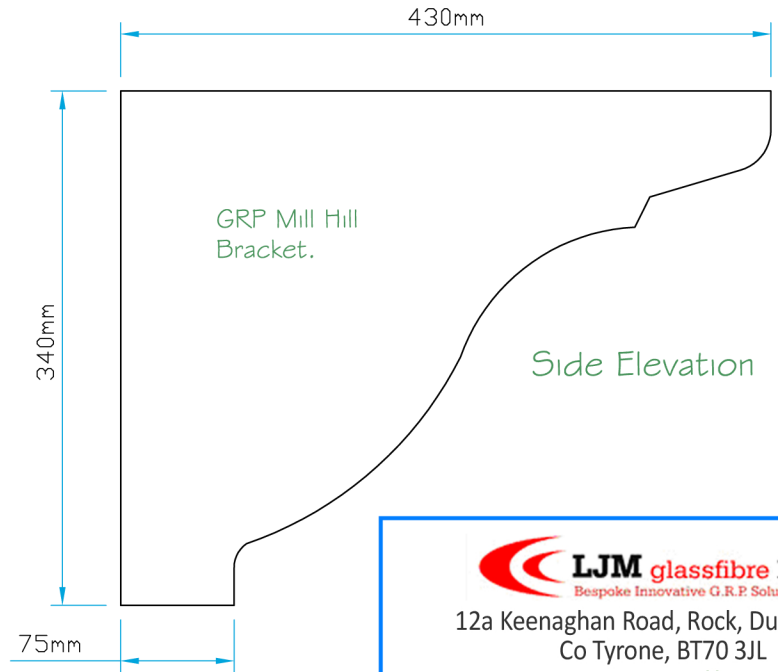 430mm
GRP Mill Hill
Bracket.
340mm
Side Elevation
75mm
LJM glassfibre
Bespoke Innovative G.R.P. Solu
12a Keenaghan Road, Rock, Du
Co Tyrone, BT70 3JL